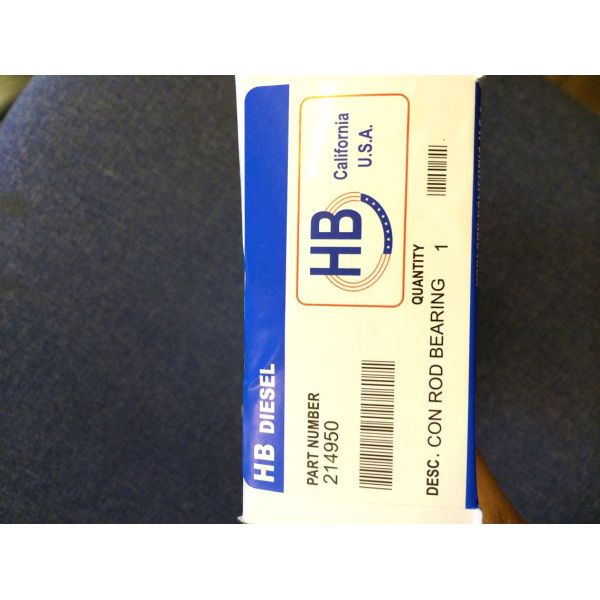 HB DIESEL
HB
California
U.S.A.
PART NUMBER
214950
QUANTITY
DESC. CON ROD BEARING 1